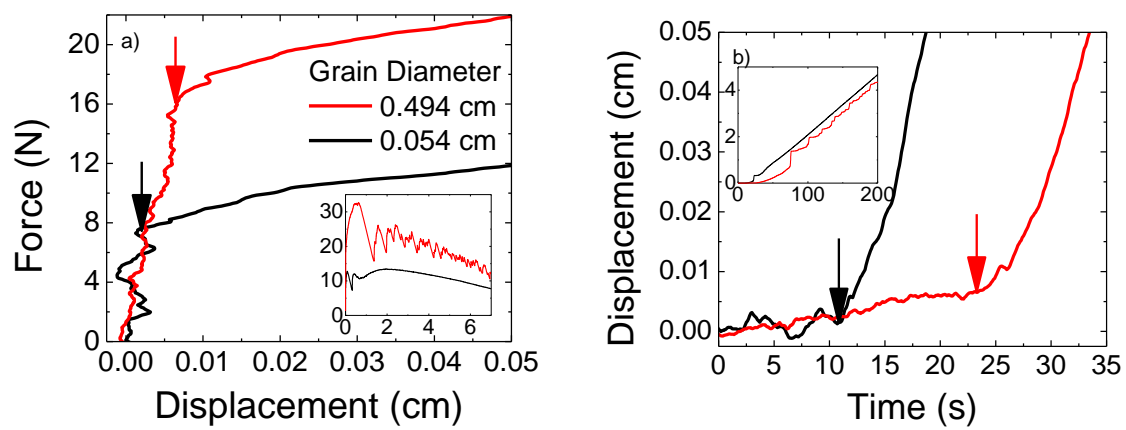 a)
Grain Diameter
0.494 cm
0.054 cm
Force (N)
0
4
8
12
16
20
0.00 0.01 0.02 0.03 0.04 0.05
Displacement (cm)
30
20
10
0
0 2 4 6
b)
Displacement (cm)
0.05
0.04
0.03
0.02
0.01
0.00
0 5 10 15 20 25 30 35
Time (s)
4
2
0
0 100 200